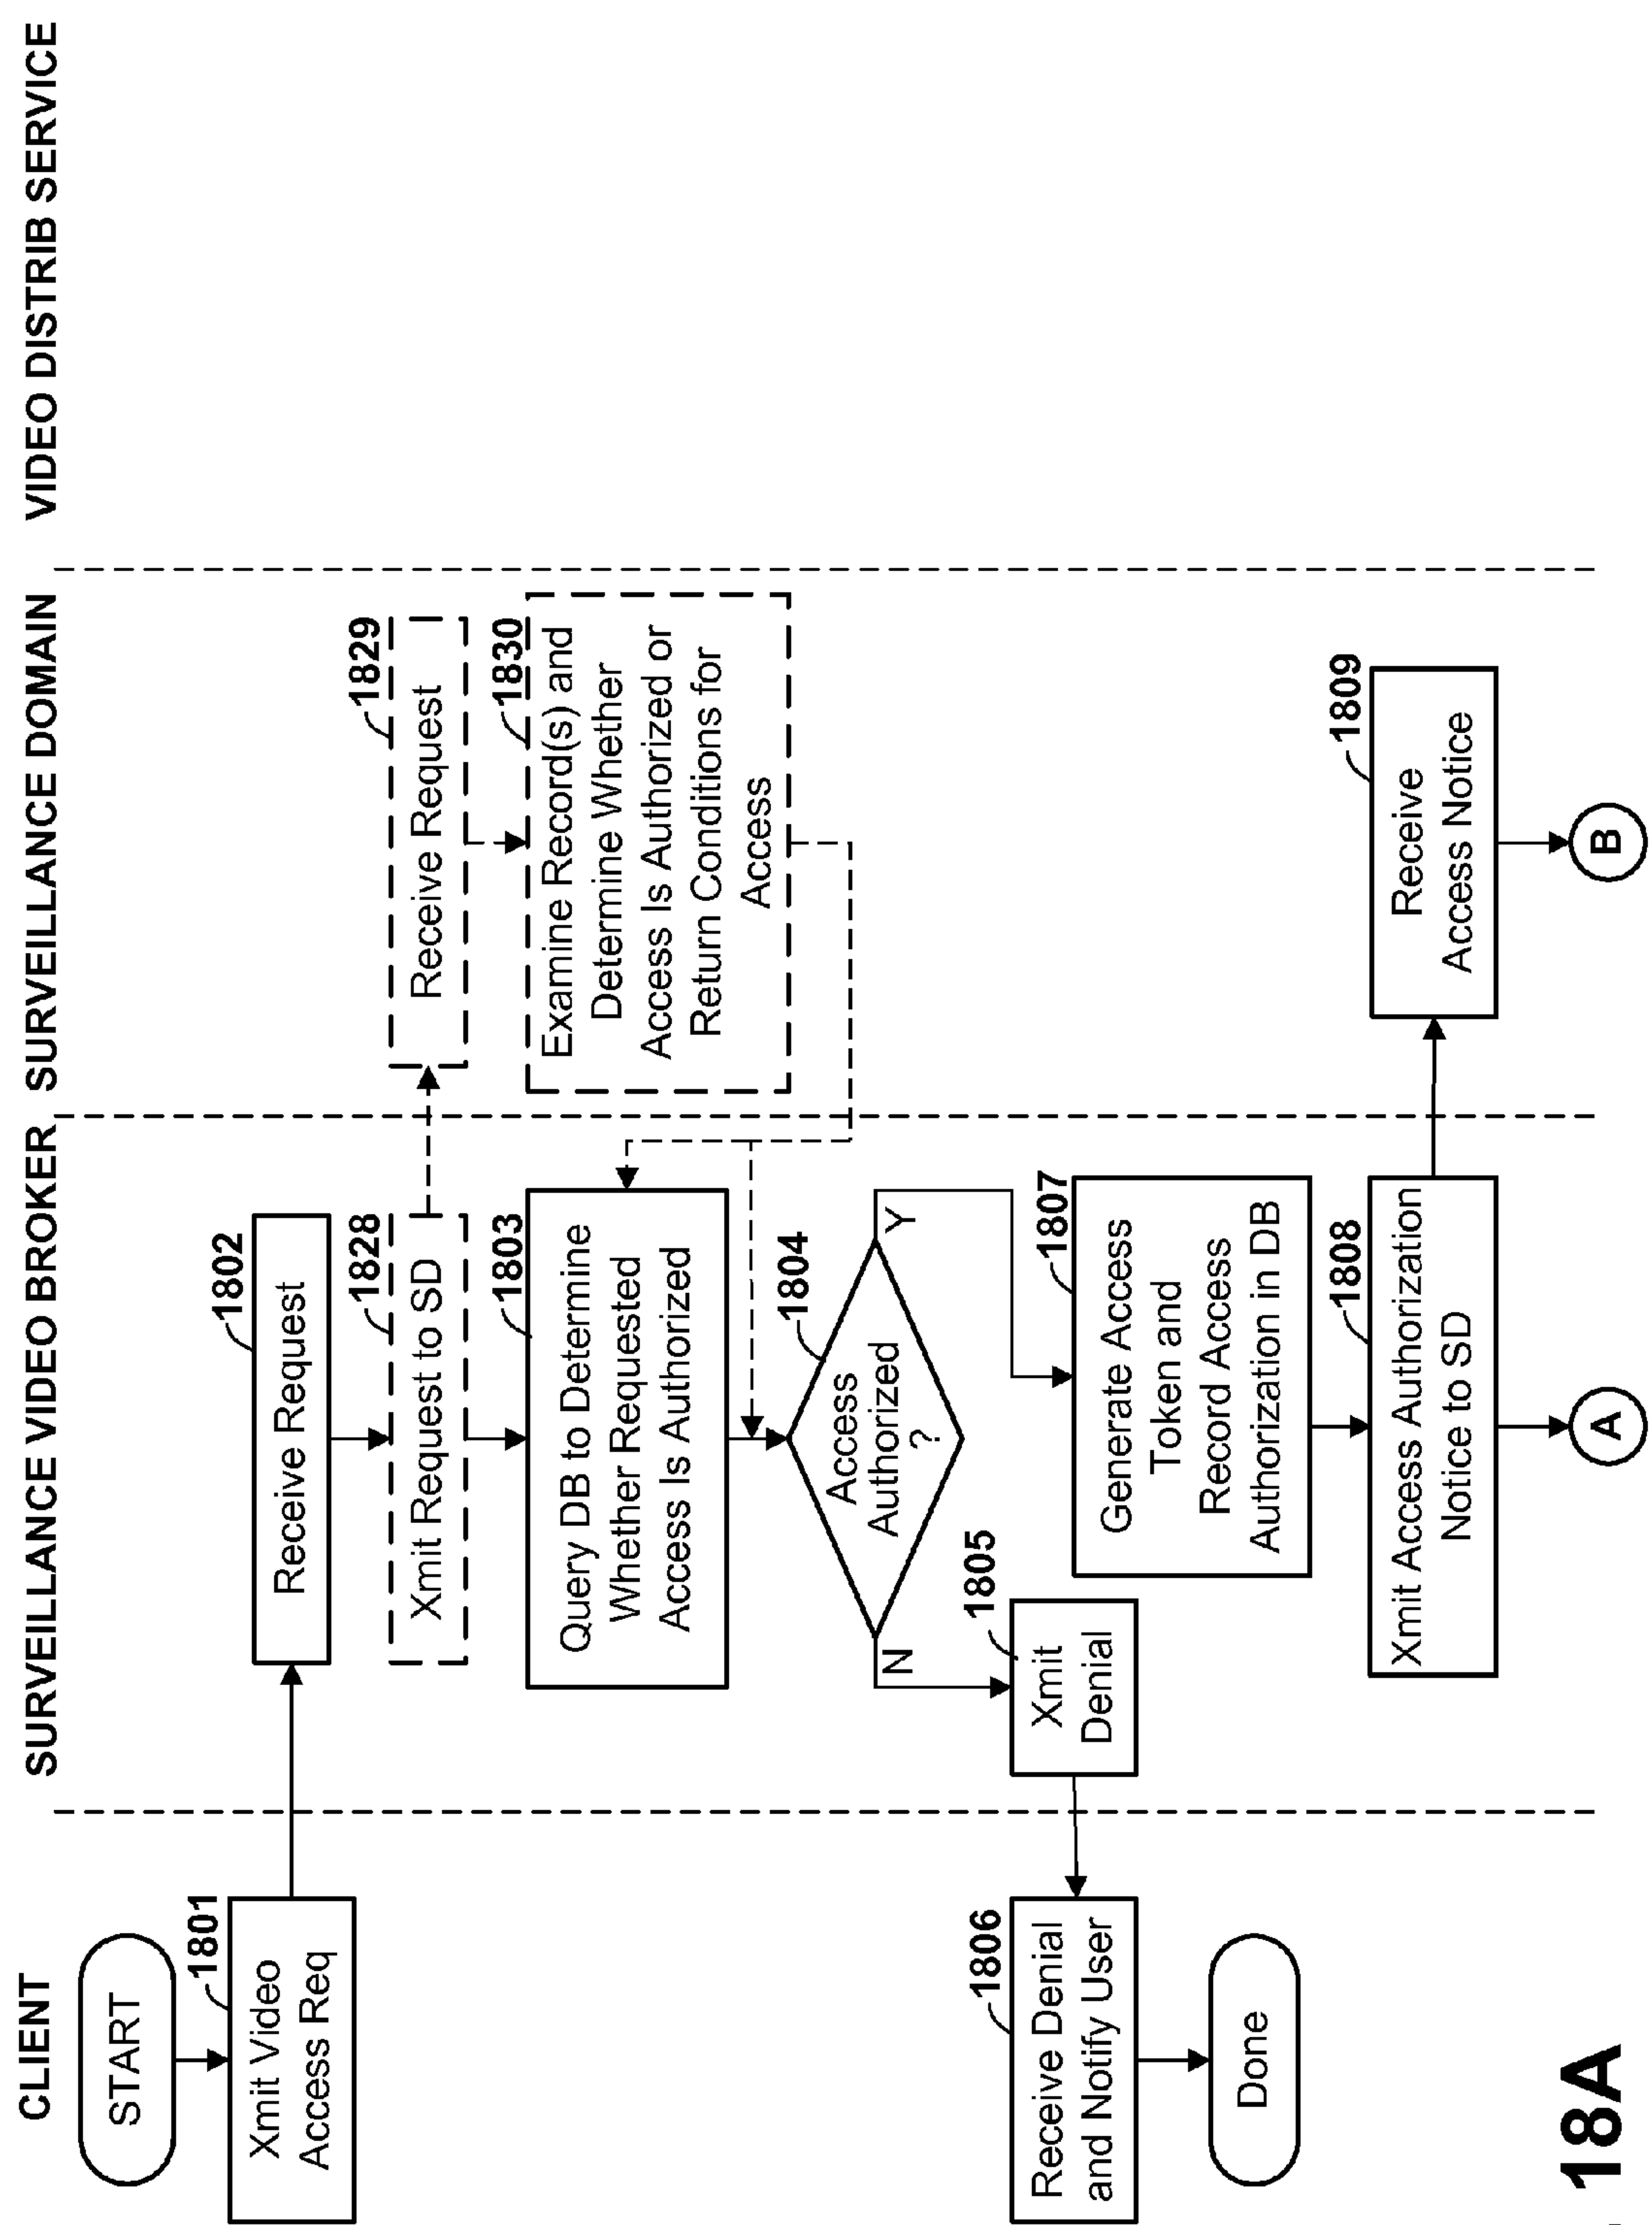 CLIENT
SURVEILLANCE VIDEO BROKER
SURVEILLANCE DOMAIN
VIDEO DISTRIB SERVICE
START
1801
Xmit Video
Access Req
1802
Receive Request
1828
Xmit Request to SD
1829
Receive Request
1830
Examine Record(s) and
Determine Whether
Access Is Authorized or
Return Conditions for
Access
1803
Query DB to Determine
Whether Requested
Access Is Authorized
1804
Access
Authorized
?
N
Y
1805
Xmit
Denial
1806
Receive Denial
and Notify User
Done
1807
Generate Access
Token and
Record Access
Authorization in DB
1808
Xmit Access Authorization
Notice to SD
1809
Receive
Access Notice
A
B
18A